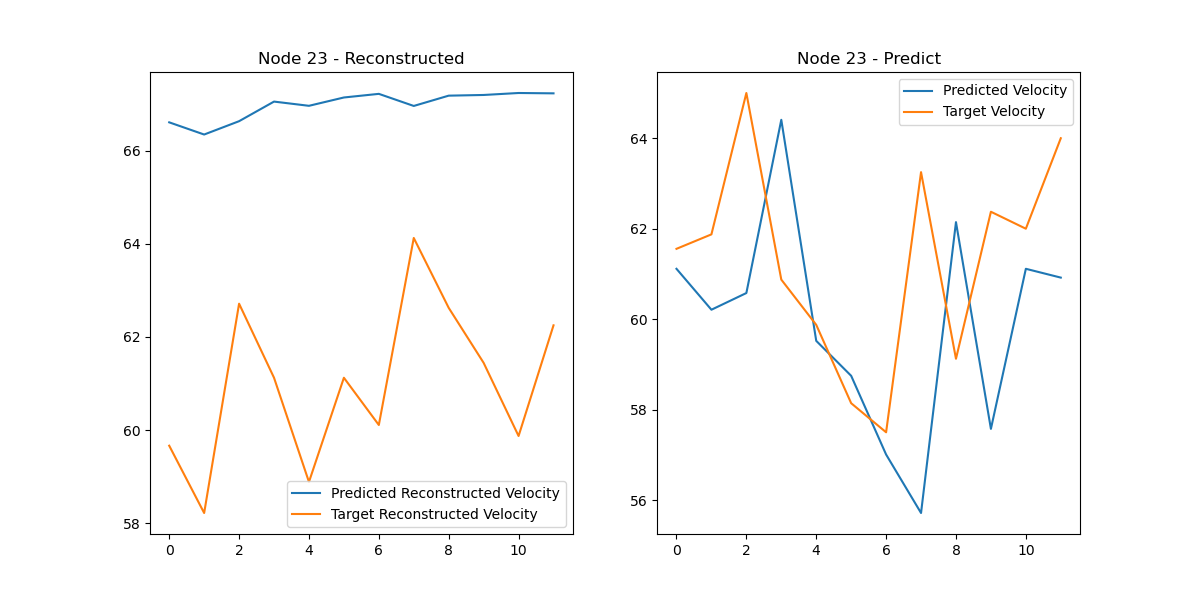 Node 23 - Reconstructed
66
64
62
60
58
0 2 4 6 8 10
Predicted Reconstructed Velocity
Target Reconstructed Velocity
Node 23 - Predict
64
62
60
58
56
0 2 4 6 8 10
Predicted Velocity
Target Velocity